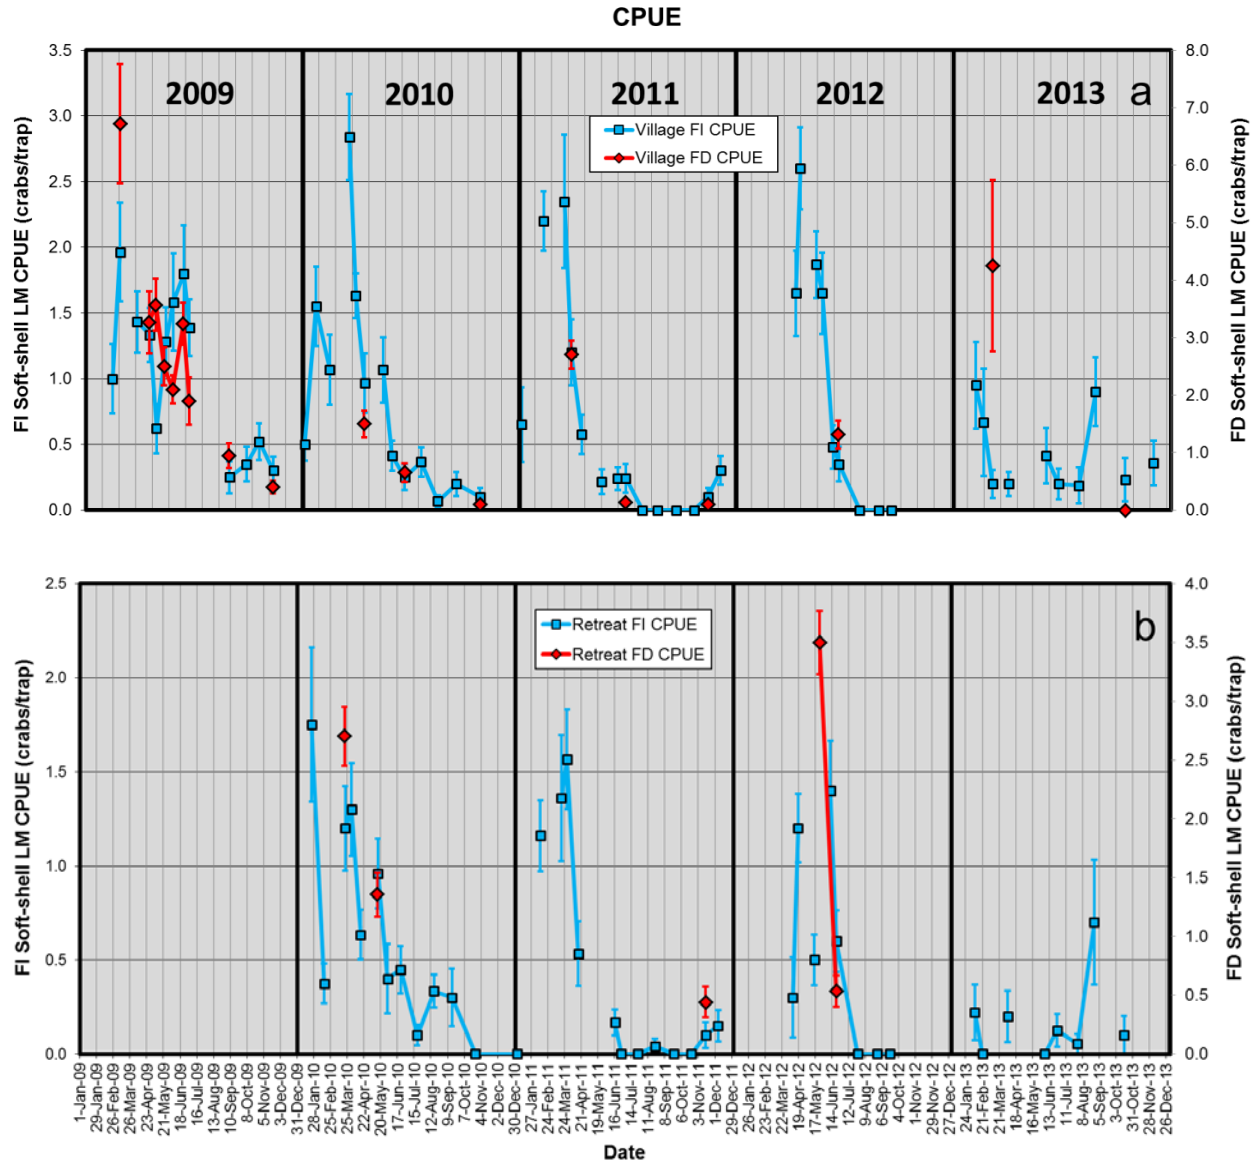 CPUE
3.5
3.0
2.5
2.0
1.5
1.0
0.5
0.0
FI Soft-shell LM CPUE (crabs/trap)
2009
2010
2011
2012
2013
a
Village FI CPUE
Village FD CPUE
8.0
7.0
6.0
5.0
4.0
3.0
2.0
1.0
0.0
FD Soft-shell LM CPUE (crabs/trap)
2.5
2.0
1.5
1.0
0.5
0.0
FI Soft-shell LM CPUE (crabs/trap)
Retreat FI CPUE
Retreat FD CPUE
b
4.0
3.5
3.0
2.5
2.0
1.5
1.0
0.5
0.0
FD Soft-shell LM CPUE (crabs/trap)
1-Jan-09
29-Jan-09
26-Feb-09
26-Mar-09
23-Apr-09
21-May-09
18-Jun-09
16-Jul-09
13-Aug-09
10-Sep-09
8-Oct-09
5-Nov-09
3-Dec-09
31-Dec-09
28-Jan-10
25-Feb-10
25-Mar-10
22-Apr-10
20-May-10
17-Jun-10
15-Jul-10
12-Aug-10
9-Sep-10
7-Oct-10
4-Nov-10
2-Dec-10
30-Dec-10
27-Jan-11
24-Feb-11
24-Mar-11
21-Apr-11
19-May-11
16-Jun-11
14-Jul-11
11-Aug-11
8-Sep-11
6-Oct-11
3-Nov-11
1-Dec-11
29-Dec-11
26-Jan-12
23-Feb-12
22-Mar-12
19-Apr-12
17-May-12
14-Jun-12
12-Jul-12
9-Aug-12
6-Sep-12
4-Oct-12
1-Nov-12
29-Nov-12
27-Dec-12
24-Jan-13
21-Feb-13
21-Mar-13
18-Apr-13
16-May-13
13-Jun-13
11-Jul-13
8-Aug-13
5-Sep-13
3-Oct-13
31-Oct-13
28-Nov-13
26-Dec-13
Date